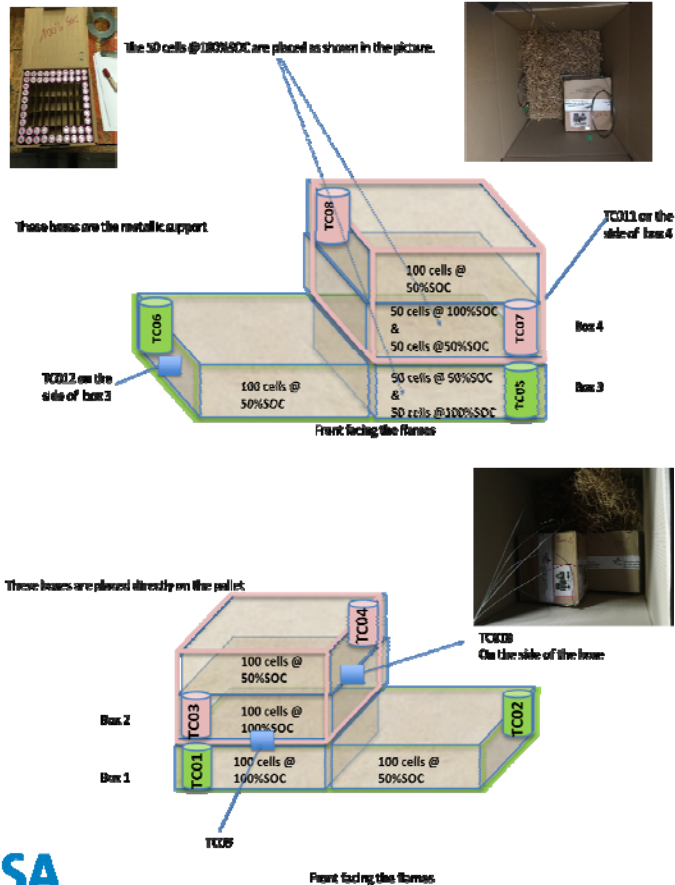 100% SOC
The 50 cells @100%SOC are placed as shown in the picture.
These boxes are the metallic support
TC08
TC011 on the
side of box 4
100 cells @
50%SOC
TC06
50 cells @ 100%SOC
&
50 cells @50%SOC
TC07
Box 4
TC012 on the
side of box 3
100 cells @
50%SOC
50 cells @ 50%SOC
&
50 cells @100%SOC
TC05
Box 3
Front facing the flames
These boxes are placed directly on the pallet
TC04
TC010
On the side of the boxe
100 cells @
50%SOC
Box 2
TC03
100 cells @
100%SOC
TC02
Box 1
TC01
100 cells @
100%SOC
100 cells @
50%SOC
TC09
SA
Front facing the flames